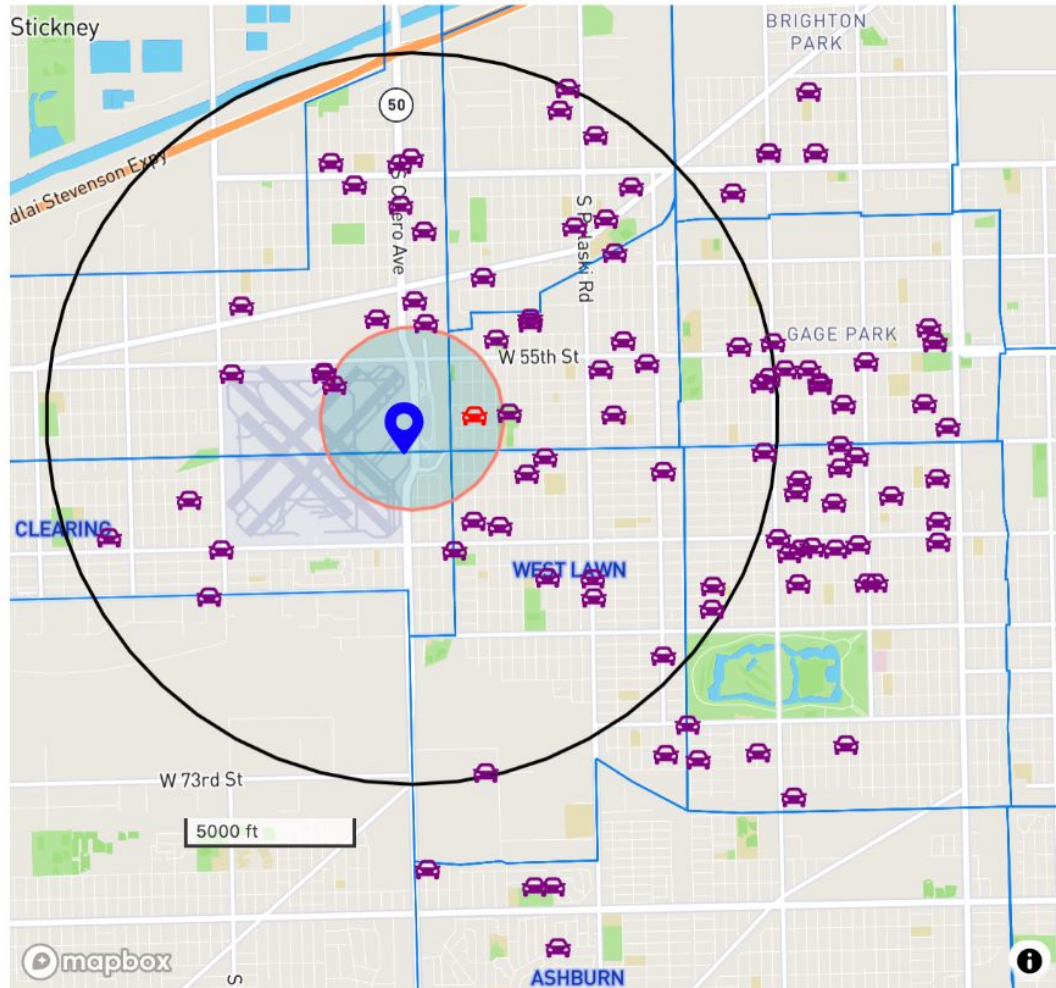 Stickney
BRIGHTON
PARK
50
dlai Stevenson Expy
S Cicero Ave
S Pulaski Rd
GAGE PARK
W 55th St
CLEARING
WEST LAWN
W 73rd St
5000 ft
mapbox
S
ASHBURN
i